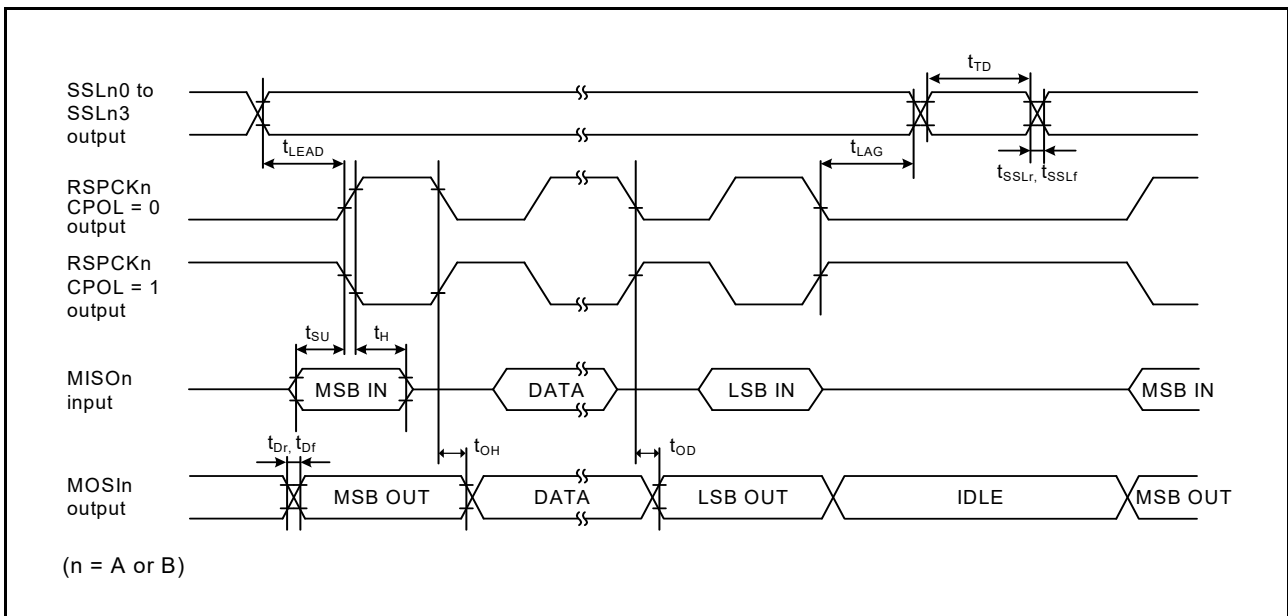 SSLn0 to
SSLn3
output
tTD
tLEAD
tLAG
tSSLr, tSSLf
RSPCKn
CPOL = 0
output
RSPCKn
CPOL = 1
output
tSU
tH
MISOn
input
MSB IN
DATA
LSB IN
MSB IN
tDr, tDf
tOH
tOD
MOSIn
output
MSB OUT
DATA
LSB OUT
IDLE
MSB OUT
(n = A or B)